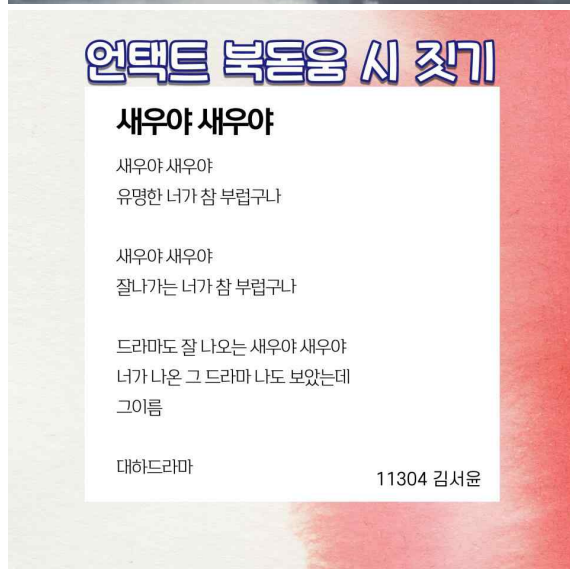 언택트 북돋움 시 짓기
새우야 새우야
새우야 새우야
유명한 너가 참 부럽구나
새우야 새우야
잘나가는 너가 참 부럽구나
드라마도 잘 나오는 새우야 새우야
너가 나온 그 드라마 나도 보았는데
그이름
대하드라마
11304 김서윤